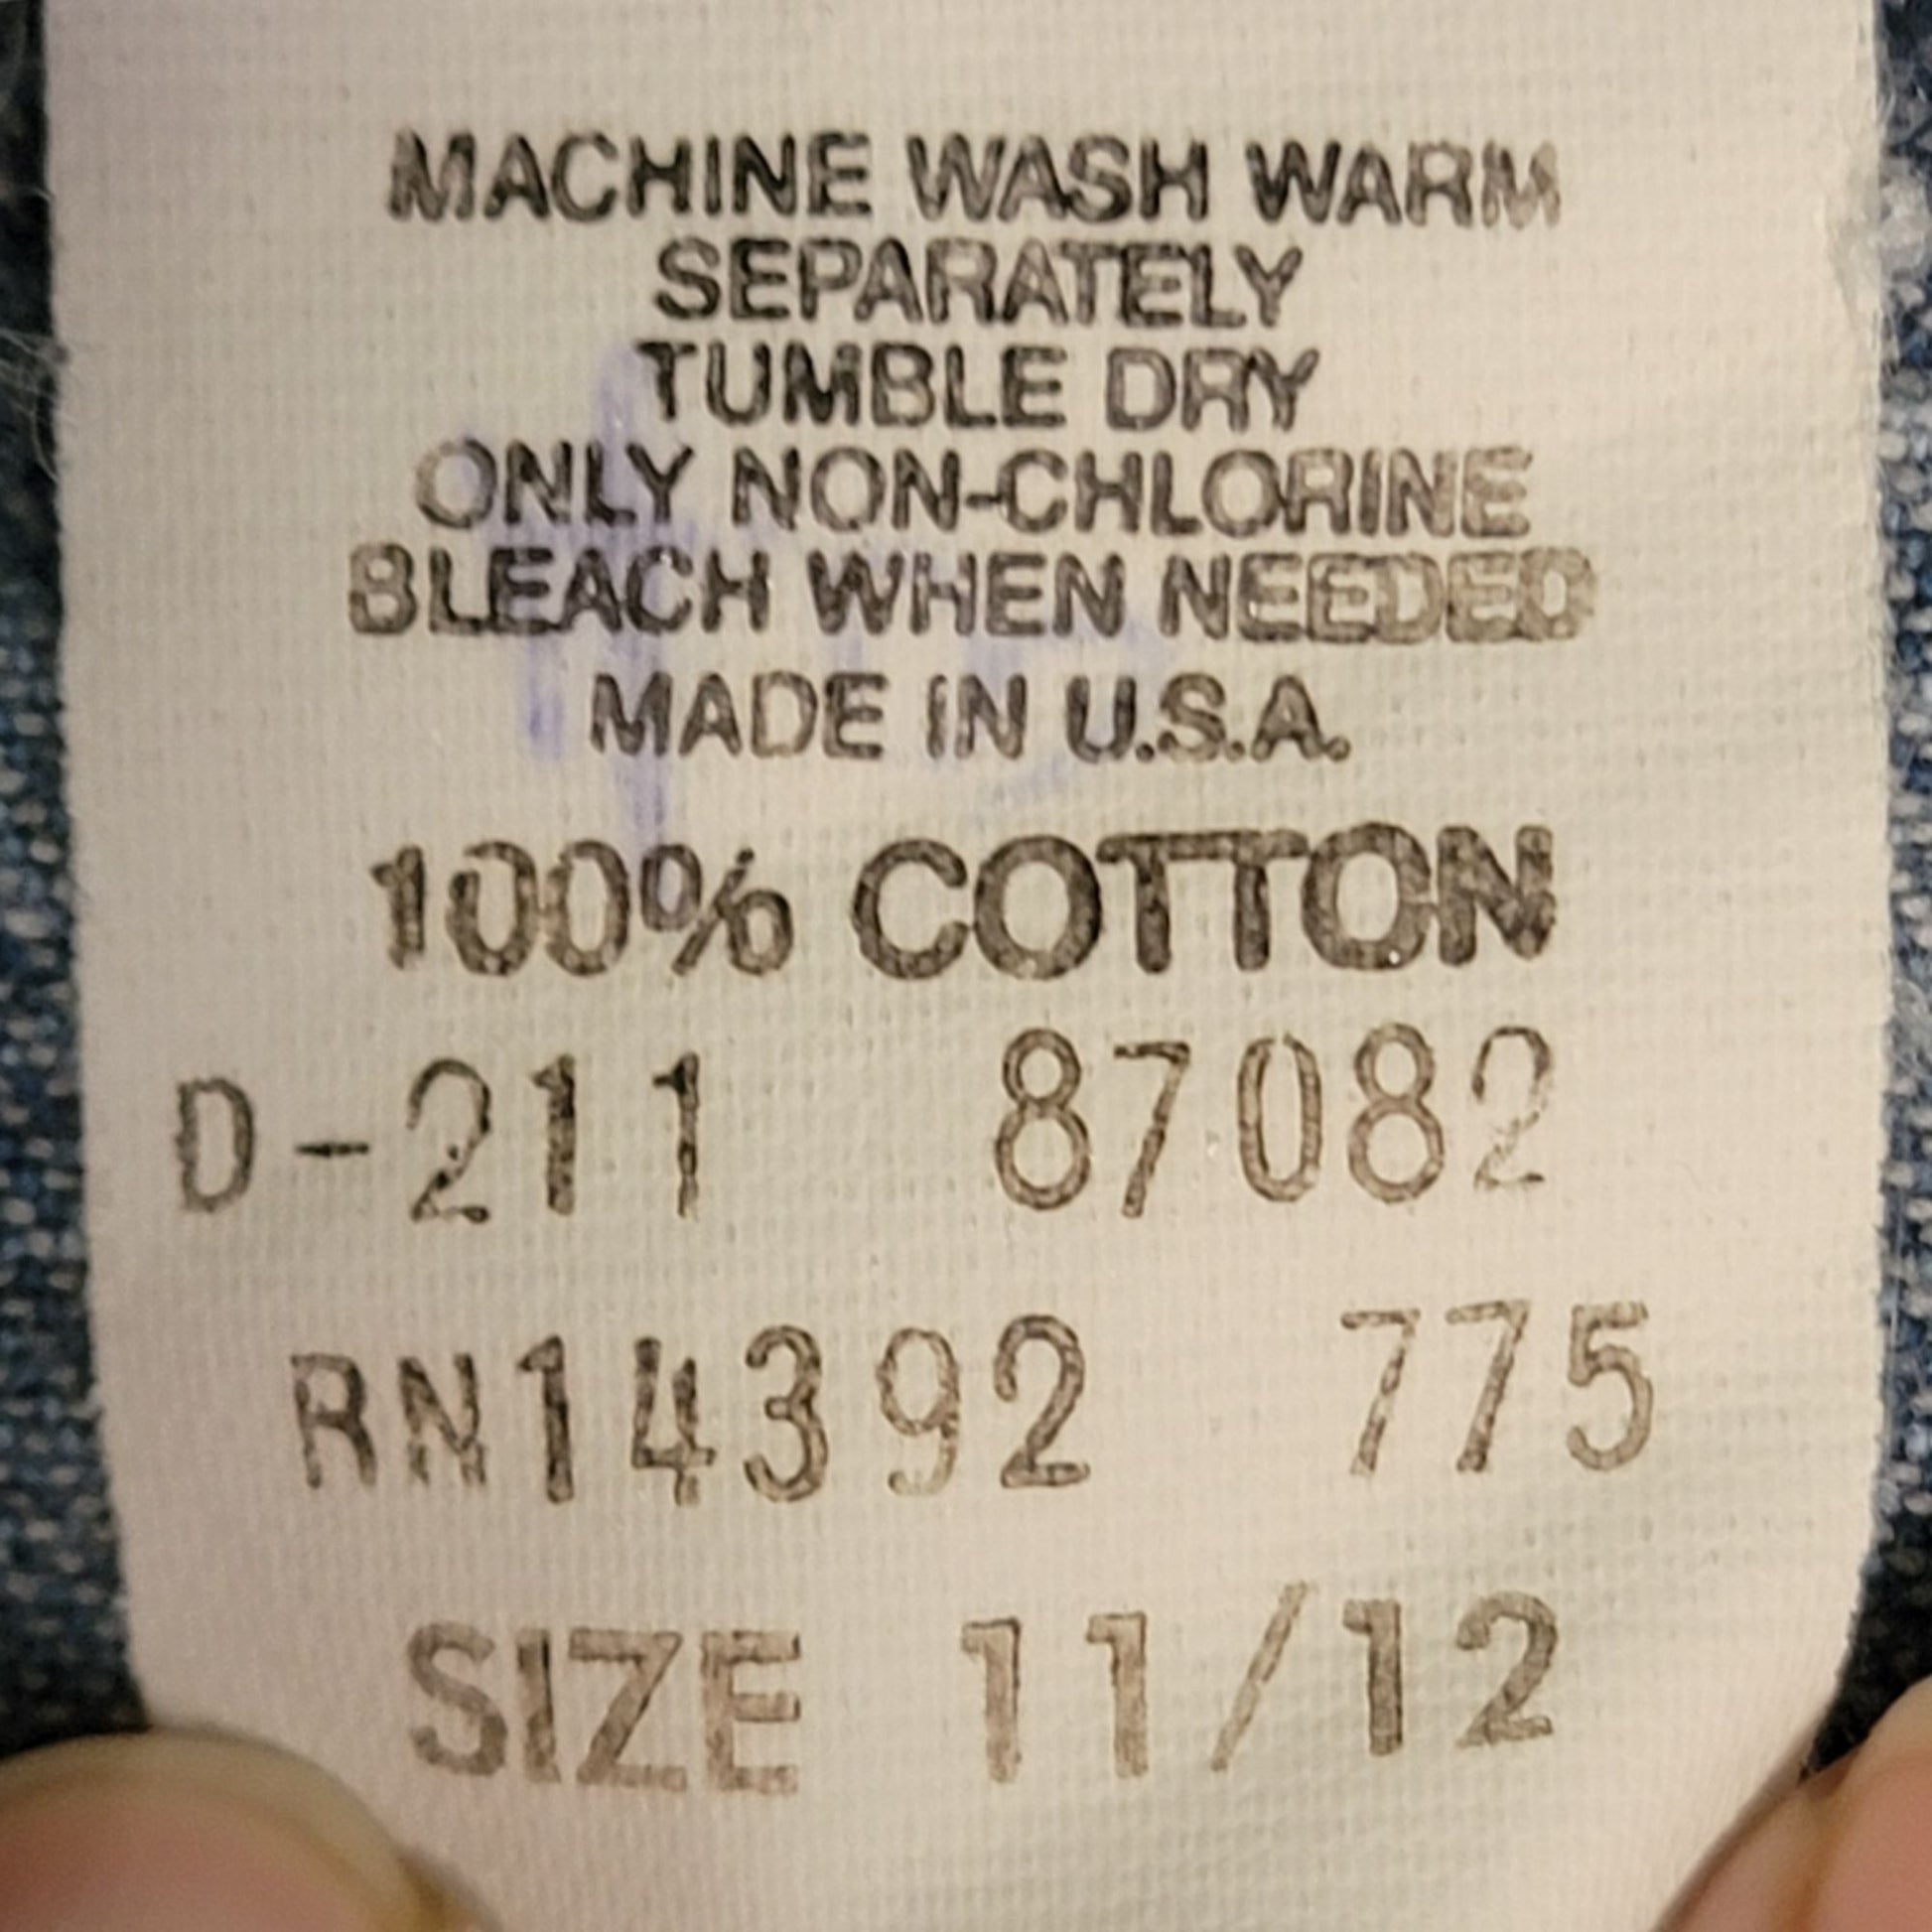 MACHINE WASH WARM
SEPARATELY
TUMBLE DRY
ONLY NON-CHLORINE
BLEACH WHEN NEEDED
MADE IN U.S.A.
100% COTTON
D-211 87082
RN14392 775
SIZE 11/12